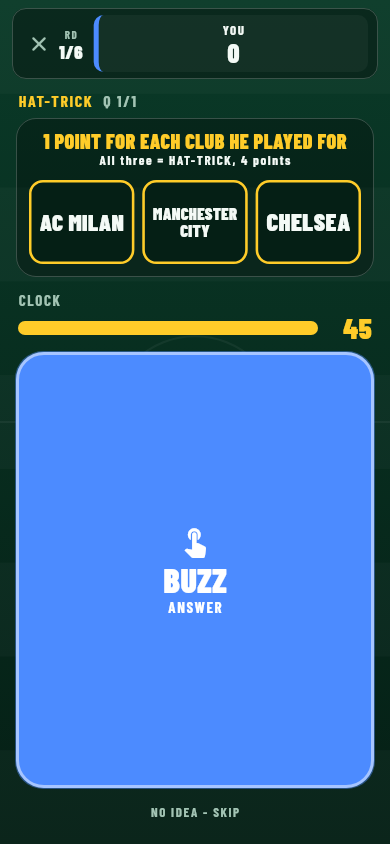 RD
1/6
YOU
0
HAT-TRICK Q 1/1
1 POINT FOR EACH CLUB HE PLAYED FOR
All three = HAT-TRICK, 4 points
AC MILAN
MANCHESTER
CITY
CHELSEA
CLOCK
45
BUZZ
ANSWER
NO IDEA - SKIP